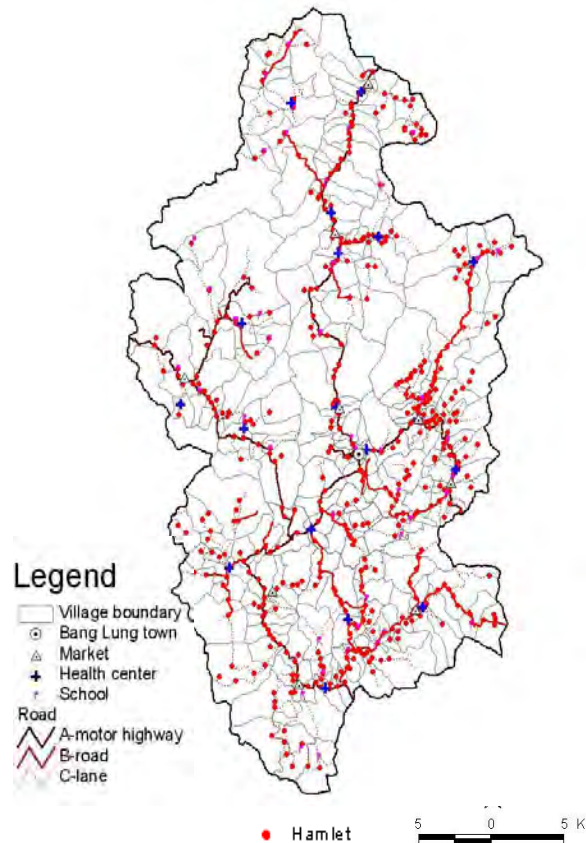 Legend
Village boundary
Bang Lung town
Market
Health center
School
Road
A-motor highway
B-road
C-lane
Hamlet
5 0 5 K